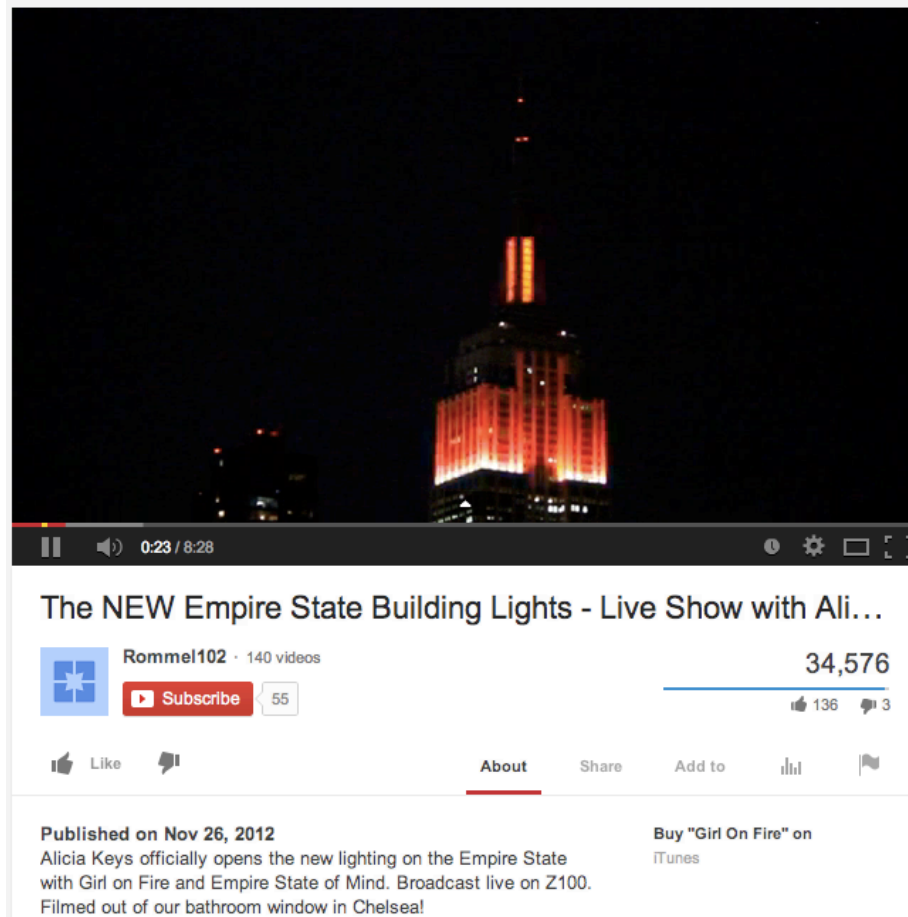 0:23 / 8:28
The NEW Empire State Building Lights - Live Show with Ali...
Rommel102 · 140 videos
Subscribe 55
34,576
136 3
Like
About Share Add to
Published on Nov 26, 2012
Alicia Keys officially opens the new lighting on the Empire State
with Girl on Fire and Empire State of Mind. Broadcast live on Z100.
Filmed out of our bathroom window in Chelsea!
Buy "Girl On Fire" on
iTunes